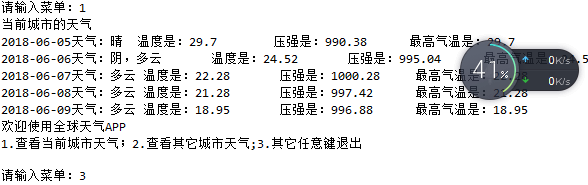 请输入菜单：1
当前城市的天气
2018-06-05天气：晴 温度是：29.7 压强是：990.38 最高气温是：29.7
2018-06-06天气：阴，多云 温度是：24.52 压强是：995.04
2018-06-07天气：多云 温度是：22.28 压强是：1000.28 最高气温是：
2018-06-08天气：多云 温度是：21.28 压强是：997.42 最高气温是：21.28
2018-06-09天气：多云 温度是：18.95 压强是：996.88 最高气温是：18.95
欢迎使用全球天气APP
1.查看当前城市天气；2.查看其它城市天气;3.其它任意键退出
请输入菜单：3
41%
0K/s
0K/s